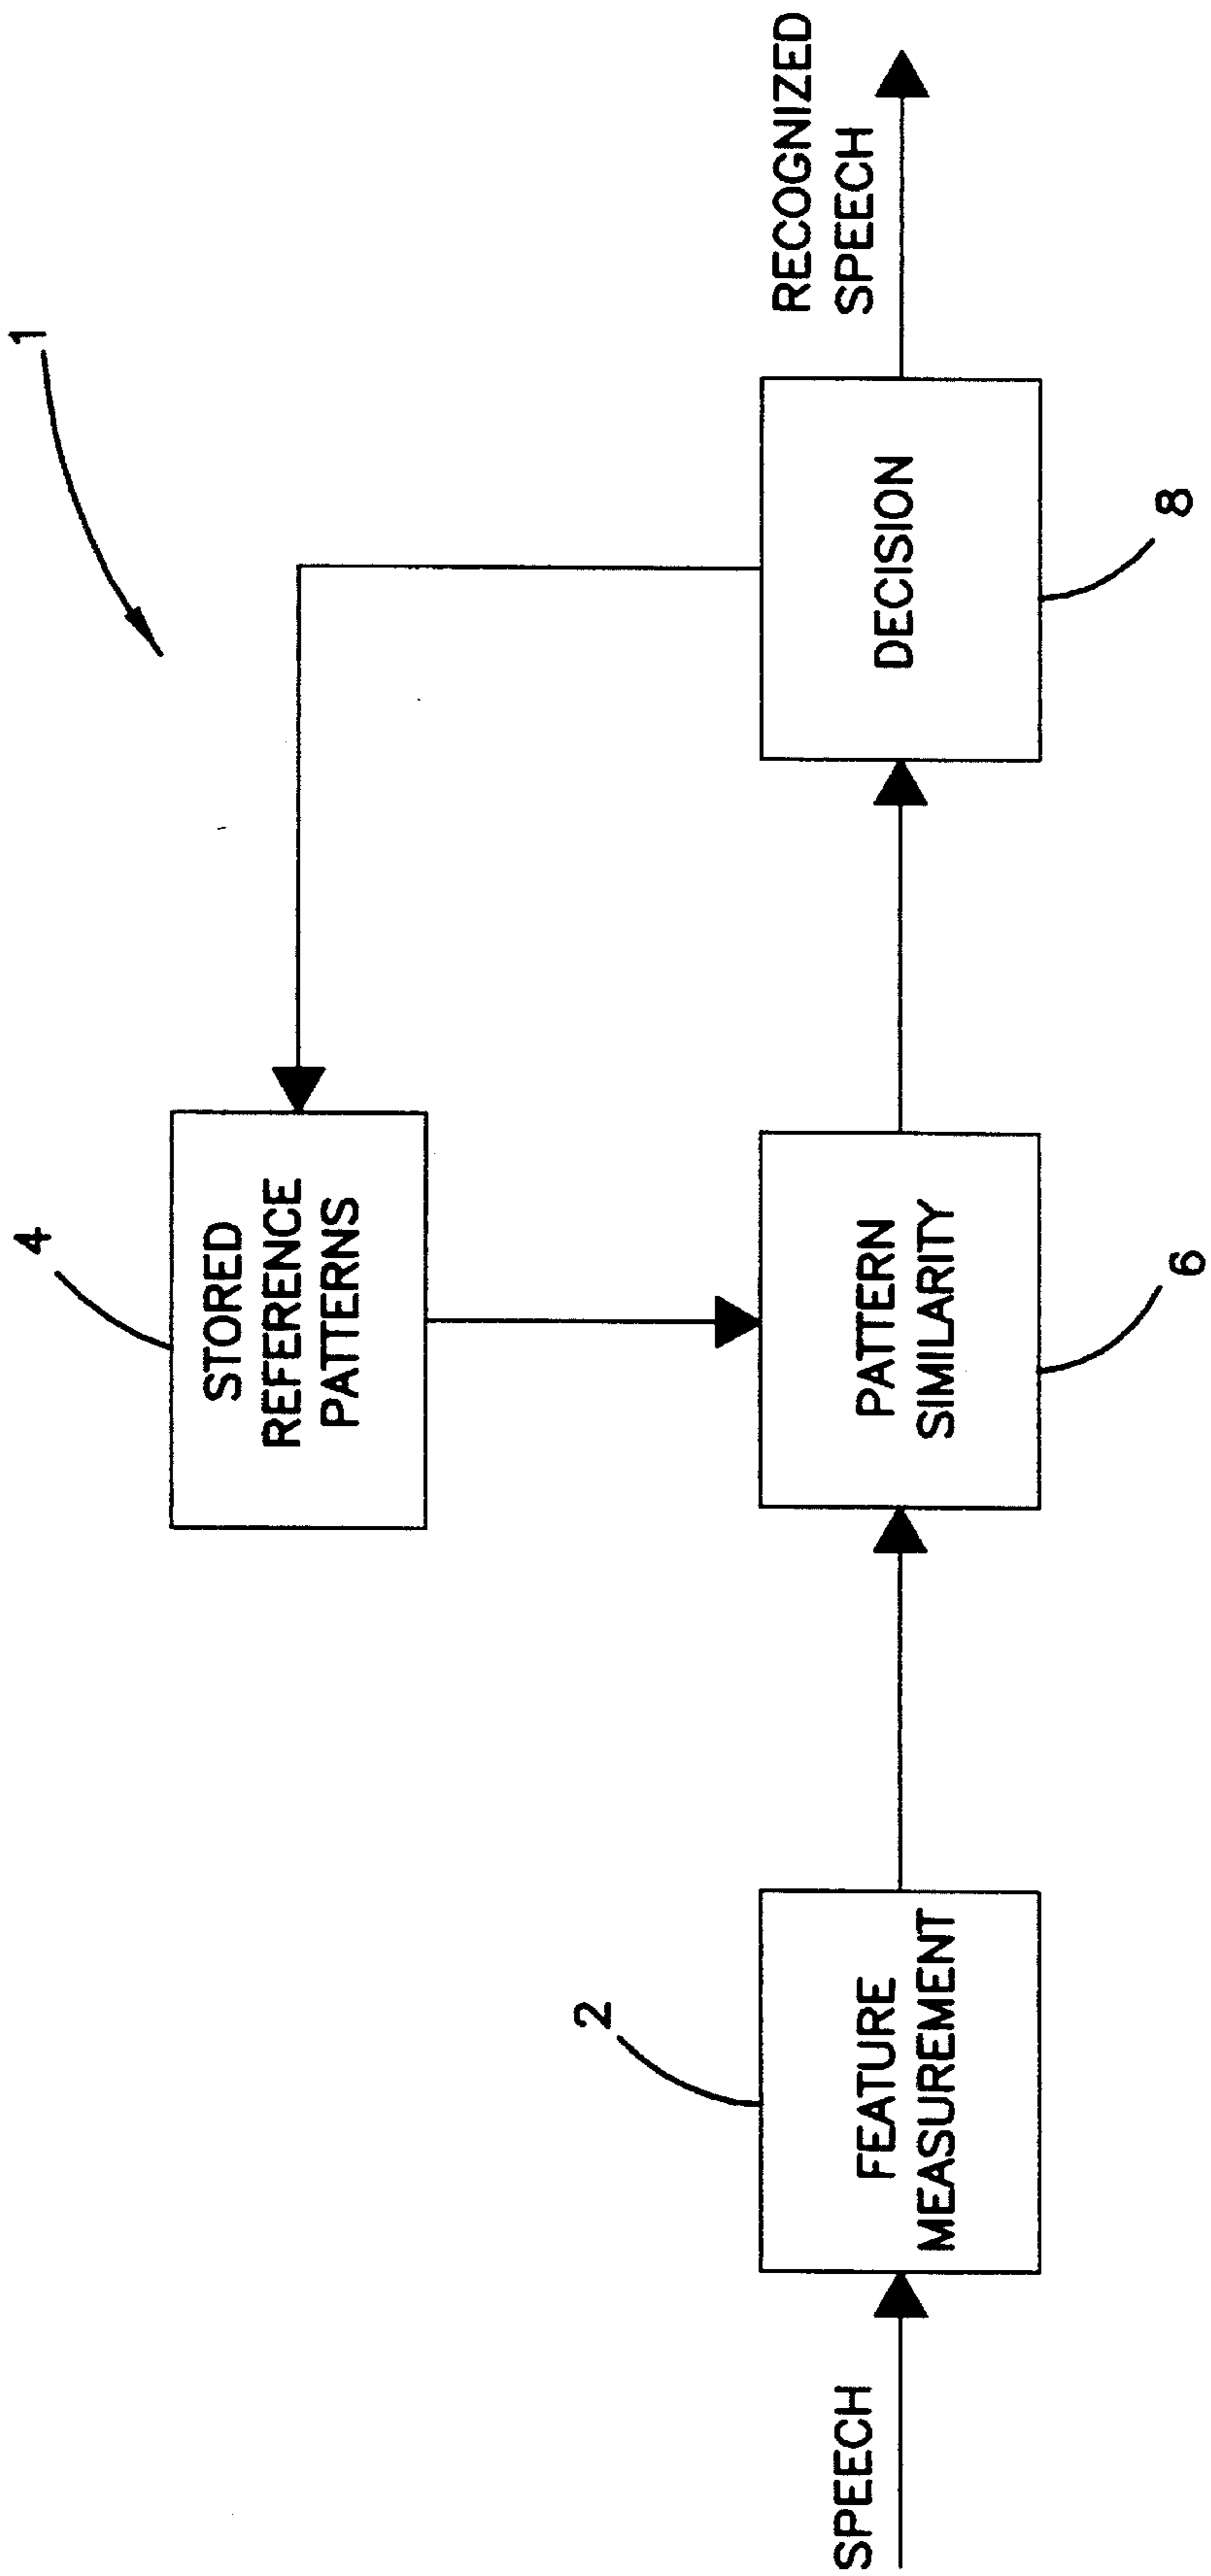 1
4
STORED
REFERENCE
PATTERNS
2
SPEECH
FEATURE
MEASUREMENT
PATTERN
SIMILARITY
6
DECISION
8
RECOGNIZED
SPEECH